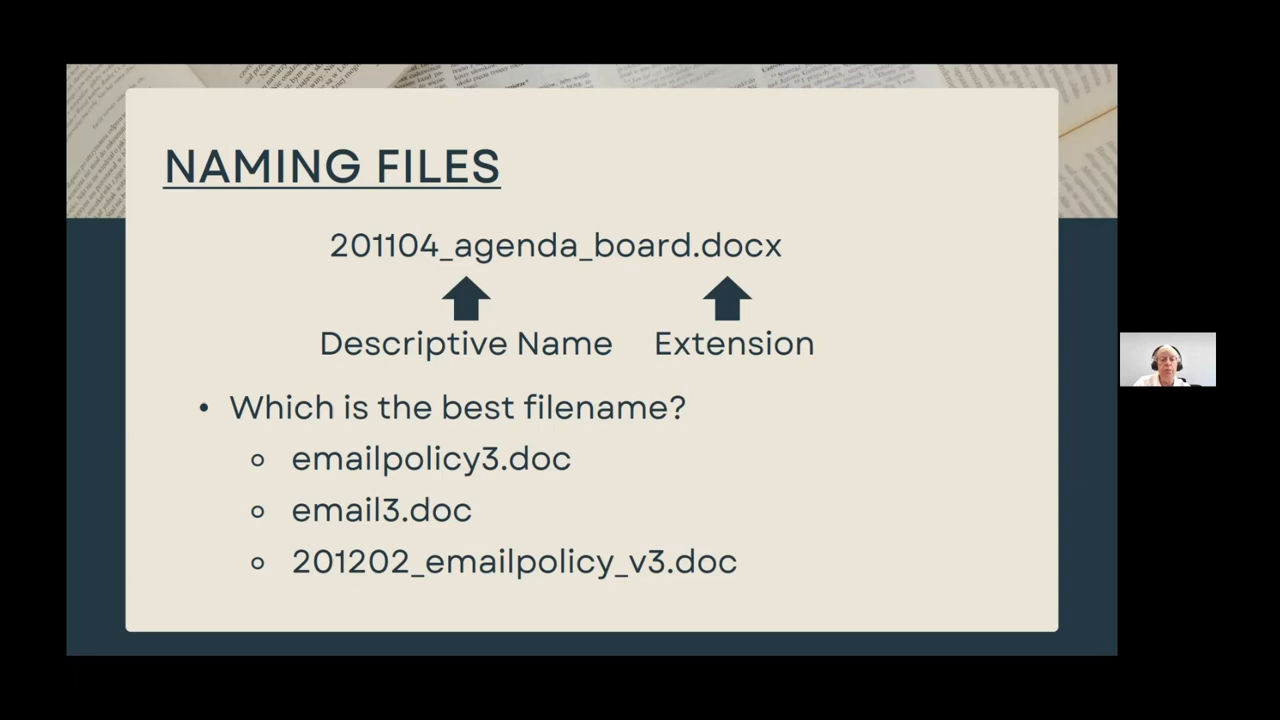 NAMING FILES
201104_agenda_board.docx
Descriptive Name Extension
• Which is the best filename?
emailpolicy3.doc
email3.doc
201202_emailpolicy_v3.doc